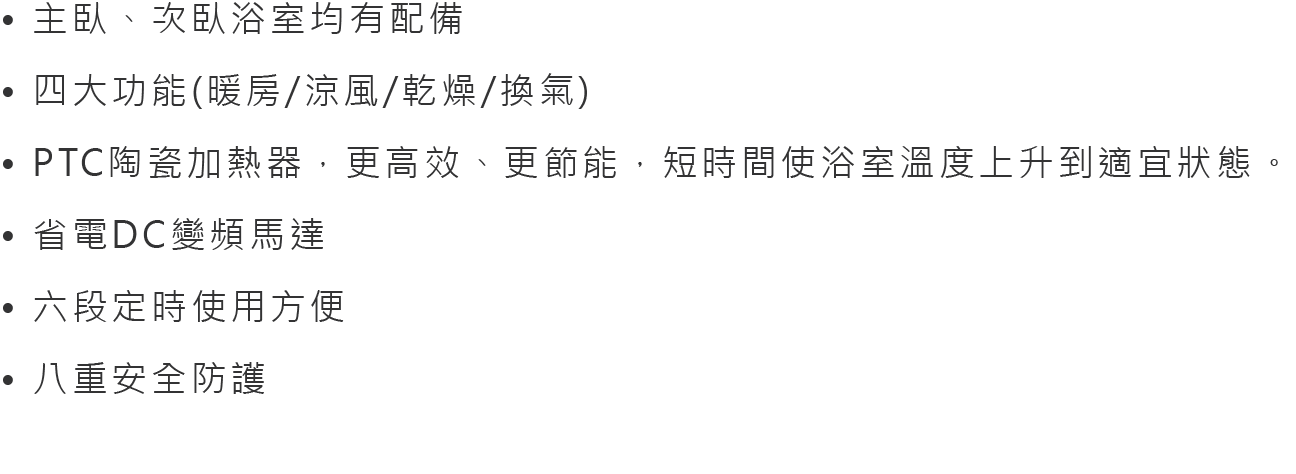 • 主臥、次臥浴室均有配備
• 四大功能(暖房/涼風/乾燥/換氣)
• PTC陶瓷加熱器，更高效、更節能，短時間使浴室溫度上升到適宜狀態。
• 省電DC變頻馬達
• 六段定時使用方便
• 八重安全防護